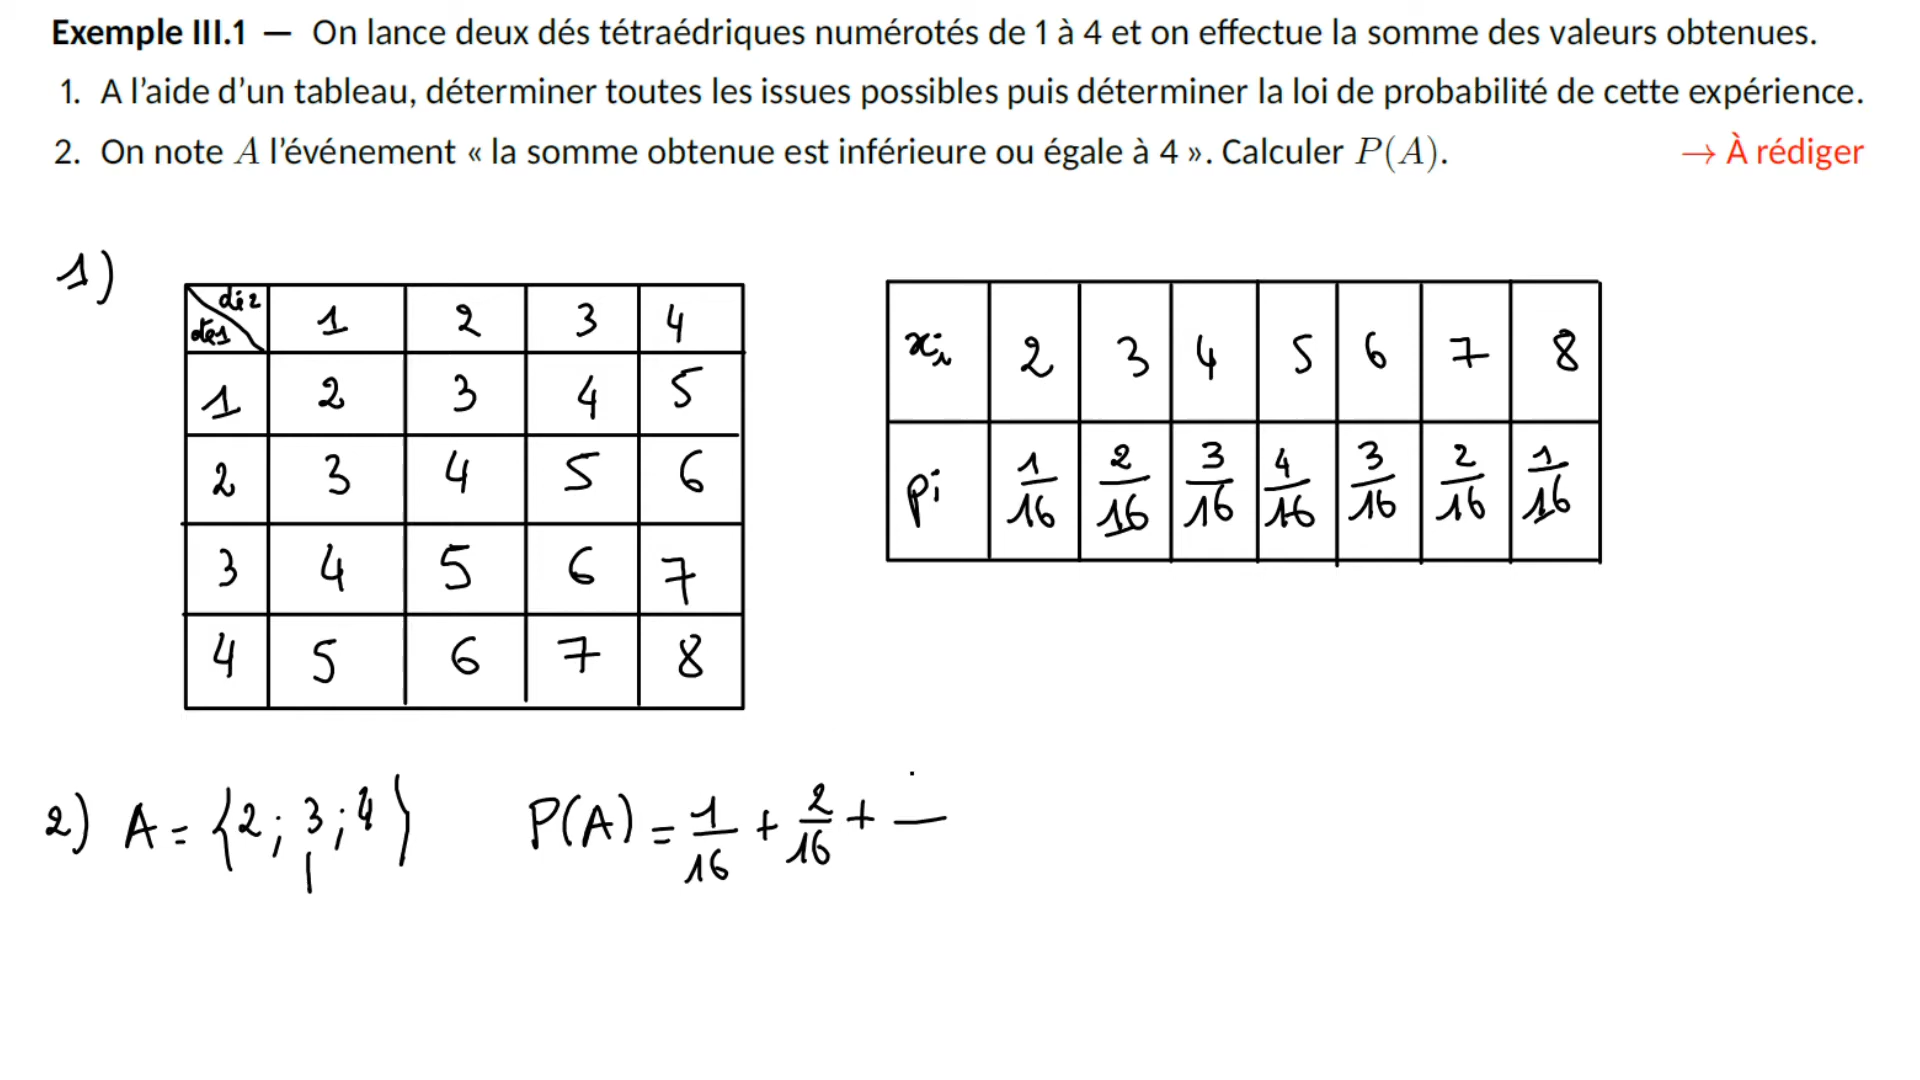 Exemple III.1 — On lance deux dés tétraédriques numérotés de 1 à 4 et on effectue la somme des valeurs obtenues.
1. A l'aide d'un tableau, déterminer toutes les issues possibles puis déterminer la loi de probabilité de cette expérience.
2. On note A l'événement « la somme obtenue est inférieure ou égale à 4 ». Calculer P(A). → À rédiger
1)
dé2 1 2 3 4
dé1
1 2 3 4 5
2 3 4 5 6
3 4 5 6 7
4 5 6 7 8
xi 2 3 4 5 6 7 8
pi 1/16 2/16 3/16 4/16 3/16 2/16 1/16
2) A = {2; 3; 4} P(A) = 1/16 + 2/16 +